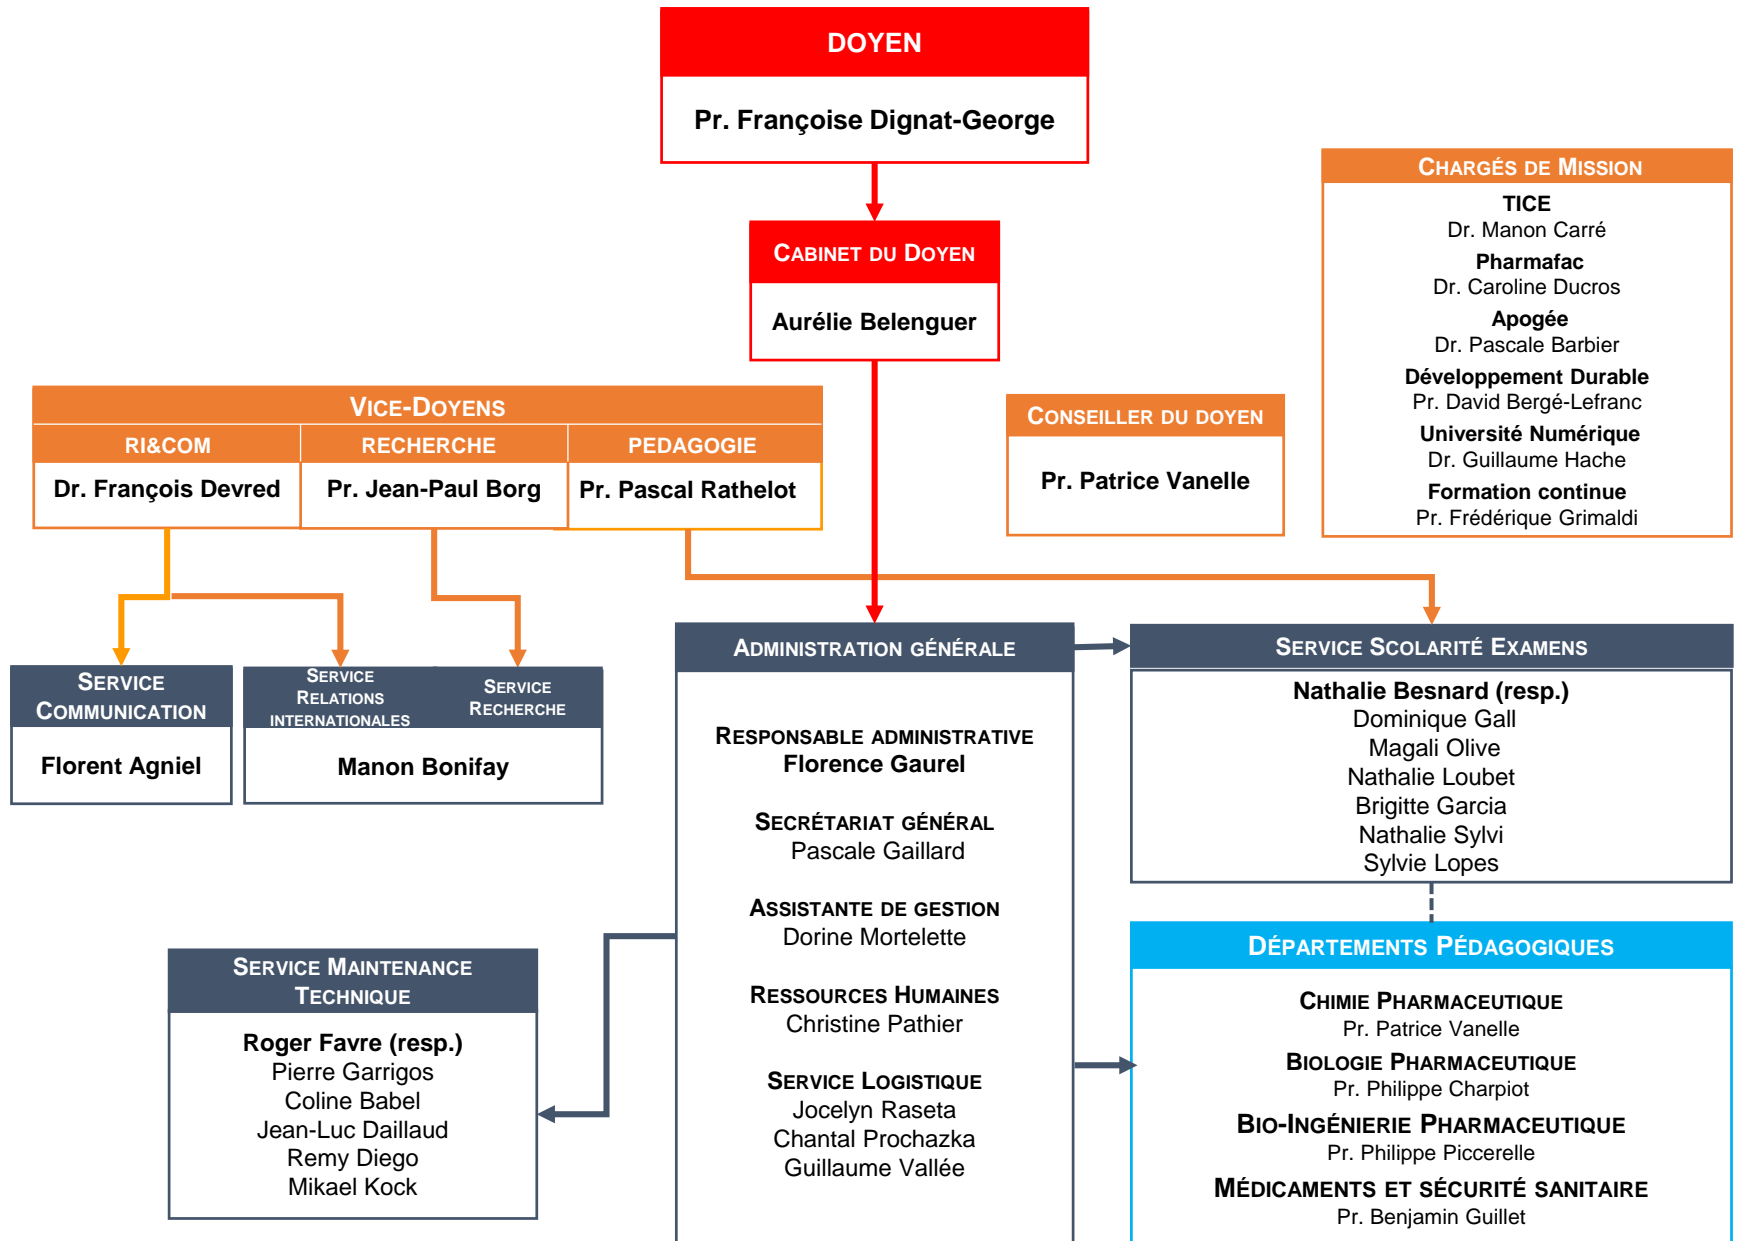 DOYEN
Pr. Françoise Dignat-George
CABINET DU DOYEN
Aurélie Belenguer
CHARGÉS DE MISSION
TICE
Dr. Manon Carré
Pharmafac
Dr. Caroline Ducros
Apogée
Dr. Pascale Barbier
Développement Durable
Pr. David Bergé-Lefranc
Université Numérique
Dr. Guillaume Hache
Formation continue
Pr. Frédérique Grimaldi
VICE-DOYENS
RI&COM
Dr. François Devred
RECHERCHE
Pr. Jean-Paul Borg
PEDAGOGIE
Pr. Pascal Rathelot
CONSEILLER DU DOYEN
Pr. Patrice Vanelle
SERVICE
COMMUNICATION
Florent Agniel
SERVICE
RELATIONS
INTERNATIONALES
SERVICE
RECHERCHE
Manon Bonifay
ADMINISTRATION GÉNÉRALE
RESPONSABLE ADMINISTRATIVE
Florence Gaurel
SECRÉTARIAT GÉNÉRAL
Pascale Gaillard
ASSISTANTE DE GESTION
Dorine Mortelette
RESSOURCES HUMAINES
Christine Pathier
SERVICE LOGISTIQUE
Jocelyn Raseta
Chantal Prochazka
Guillaume Vallée
SERVICE SCOLARITÉ EXAMENS
Nathalie Besnard (resp.)
Dominique Gall
Magali Olive
Nathalie Loubet
Brigitte Garcia
Nathalie Sylvi
Sylvie Lopes
SERVICE MAINTENANCE
TECHNIQUE
Roger Favre (resp.)
Pierre Garrigos
Coline Babel
Jean-Luc Daillaud
Remy Diego
Mikael Kock
DÉPARTEMENTS PÉDAGOGIQUES
CHIMIE PHARMACEUTIQUE
Pr. Patrice Vanelle
BIOLOGIE PHARMACEUTIQUE
Pr. Philippe Charpiot
BIO-INGÉNIERIE PHARMACEUTIQUE
Pr. Philippe Piccerelle
MÉDICAMENTS ET SÉCURITÉ SANITAIRE
Pr. Benjamin Guillet